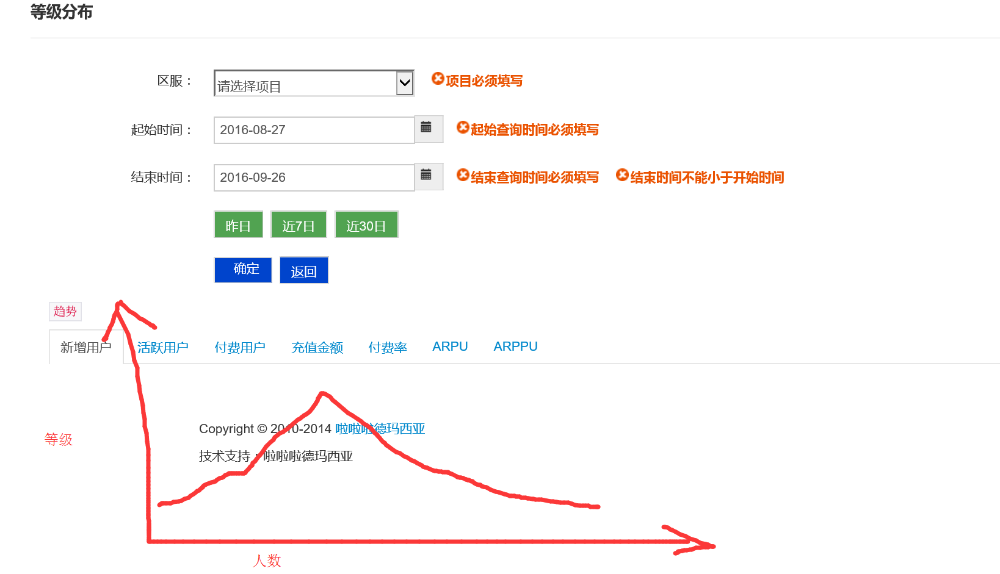 等级分布
区服：
请选择项目
项目必须填写
起始时间：
2016-08-27
起始查询时间必须填写
结束时间：
2016-09-26
结束查询时间必须填写 结束时间不能小于开始时间
昨日 近7日 近30日
确定 返回
趋势
新增用户 活跃用户 付费用户 充值金额 付费率 ARPU ARPPU
Copyright © 2010-2014 啦啦啦德玛西亚
等级
技术支持：啦啦啦德玛西亚
人数